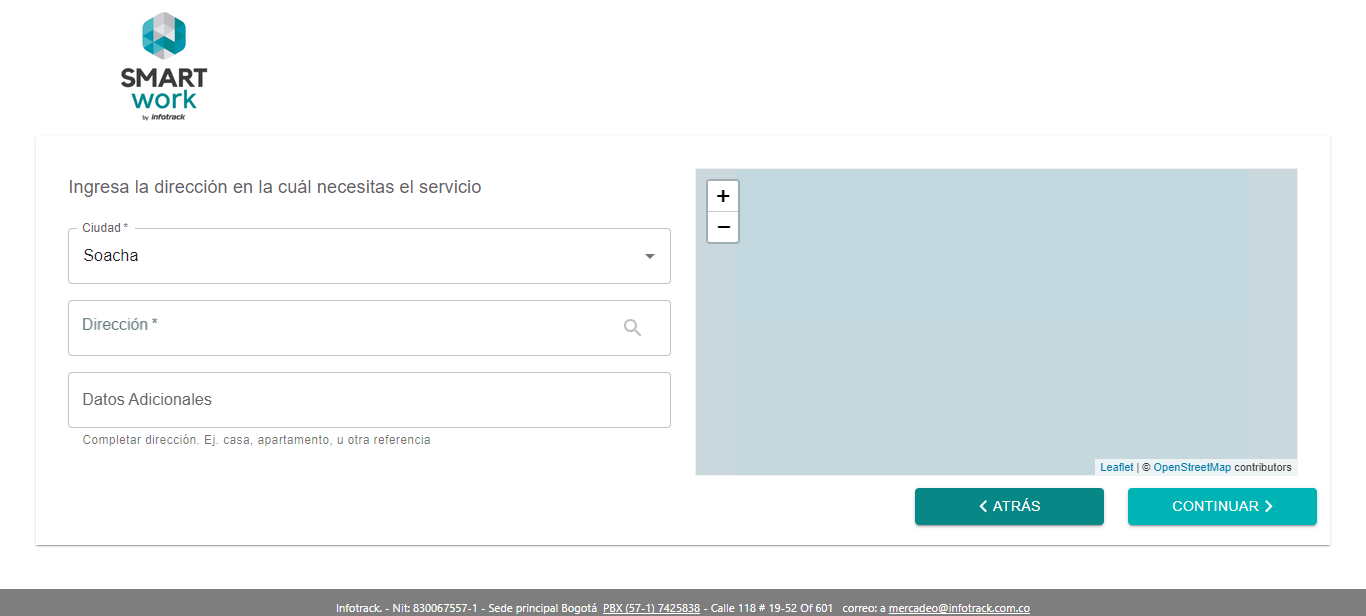 SMART
work
by infotrack
Ingresa la dirección en la cuál necesitas el servicio
Ciudad *
Soacha
Dirección *
Datos Adicionales
Completar dirección. Ej. casa, apartamento, u otra referencia
+
−
Leaflet | © OpenStreetMap contributors
ATRÁS
CONTINUAR
Infotrack. - Nit: 830067557-1 - Sede principal Bogotá PBX (57-1) 7425838 - Calle 118 # 19-52 Of 601 correo: a mercadeo@infotrack.com.co